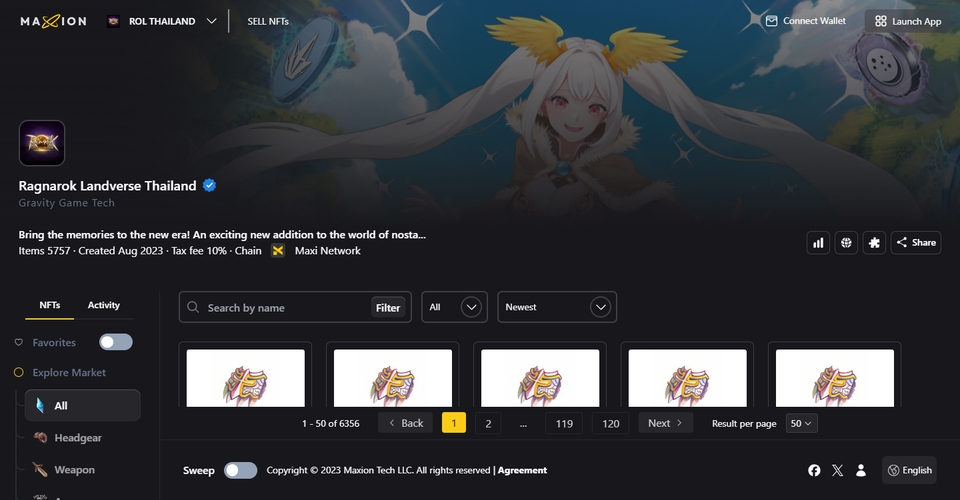 MAXION
ROL THAILAND
SELL NFTs
Connect Wallet
Launch App
Ragnarok Landverse Thailand
Gravity Game Tech
Bring the memories to the new era! An exciting new addition to the world of nosta...
Items 5757 · Created Aug 2023 · Tax fee 10% · Chain Maxi Network
Share
NFTs
Activity
Search by name
Filter
All
Newest
Favorites
Explore Market
All
Headgear
Weapon
1 - 50 of 6356
Back
1
2
...
119
120
Next
Result per page
50
Sweep
Copyright © 2023 Maxion Tech LLC. All rights reserved | Agreement
English